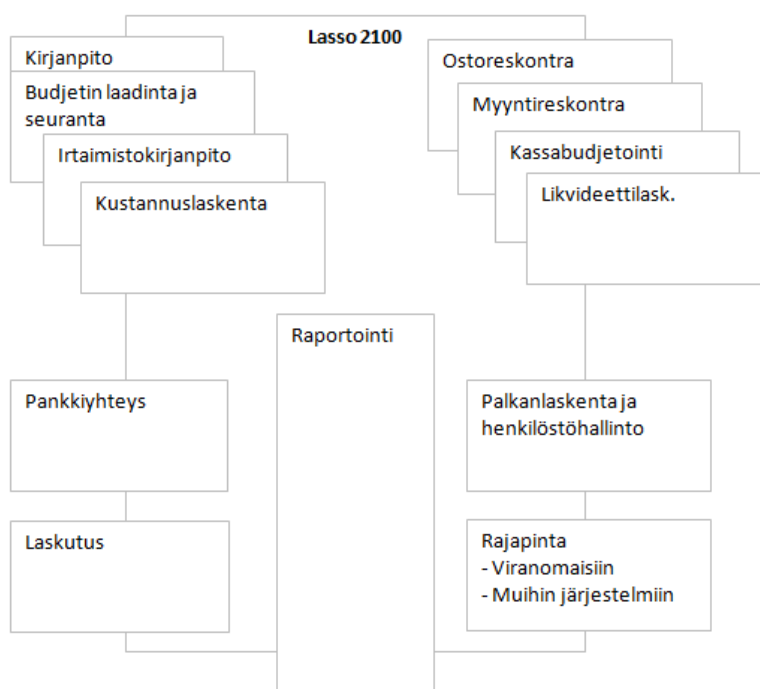 Lasso 2100
Kirjanpito
Budjetin laadinta ja
seuranta
Irtaimistokirjanpito
Kustannuslaskenta
Ostoreskontra
Myyntireskontra
Kassabudjetointi
Likvideettilask.
Raportointi
Pankkiyhteys
Laskutus
Palkanlaskenta ja
henkilöstöhallinto
Rajapinta
- Viranomaisiin
- Muihin järjestelmiin